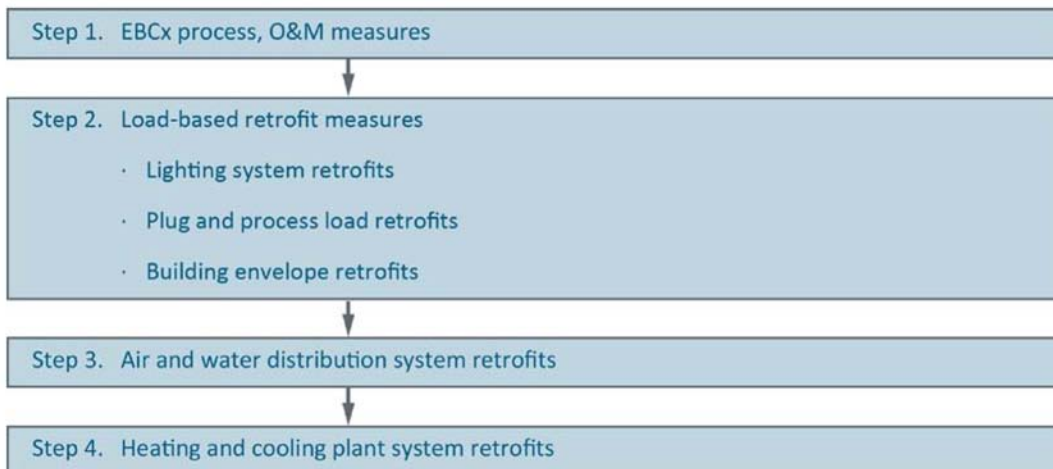 Step 1. EBCx process, O&M measures
Step 2. Load-based retrofit measures
· Lighting system retrofits
· Plug and process load retrofits
· Building envelope retrofits
Step 3. Air and water distribution system retrofits
Step 4. Heating and cooling plant system retrofits